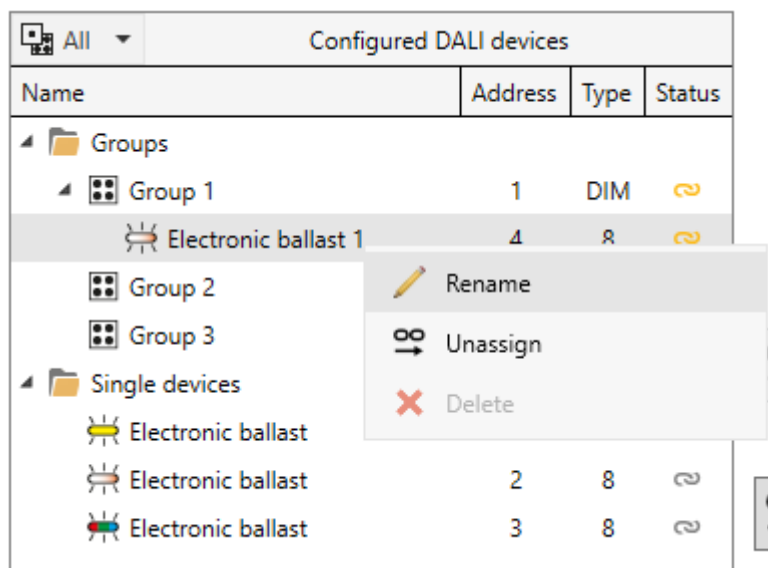 All Configured DALI devices
Name Address Type Status
Groups
Group 1 1 DIM
Electronic ballast 1 4 8
Group 2
Rename
Group 3
Unassign
Single devices
Delete
Electronic ballast
Electronic ballast 2 8
Electronic ballast 3 8